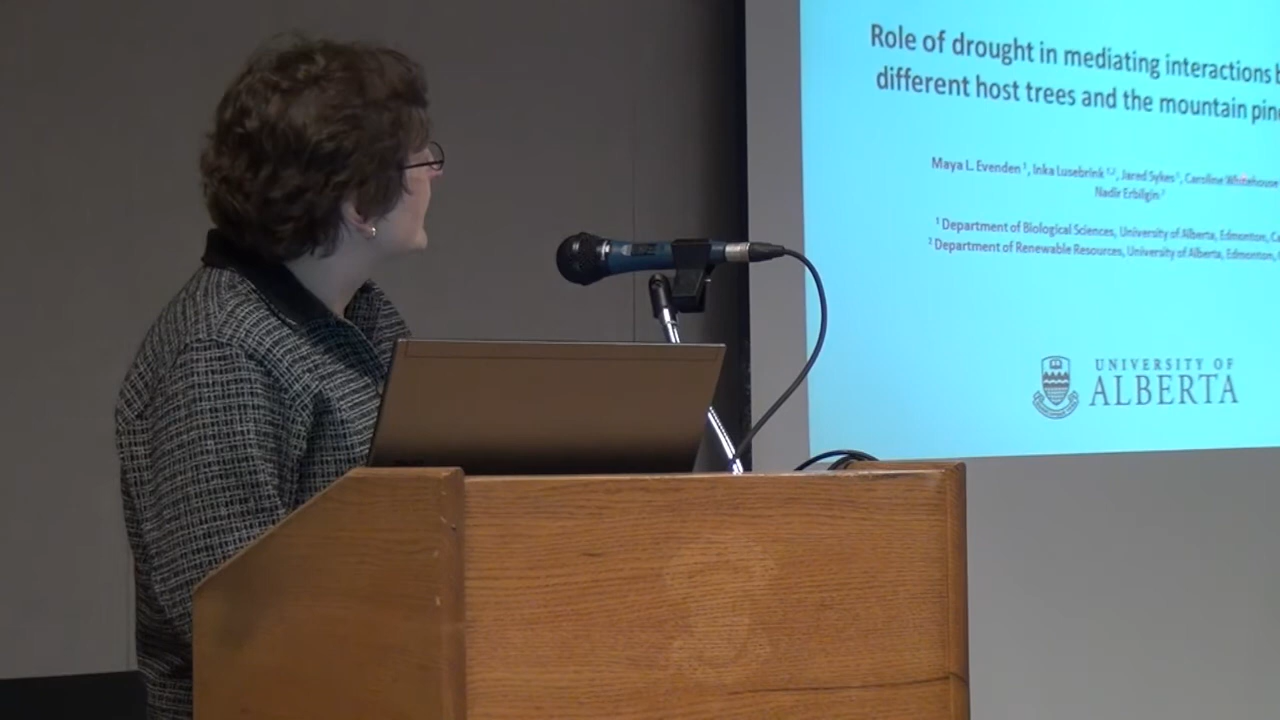 Role of drought in mediating interactions b
different host trees and the mountain pin
Maya L. Evenden ¹, Inka Lusebrink ¹,², Jared Sykes ¹, Caroline Whitehouse
Nadir Erbilgin ²
¹ Department of Biological Sciences, University of Alberta, Edmonton, Ca
² Department of Renewable Resources, University of Alberta, Edmonton,
UNIVERSITY OF
ALBERTA